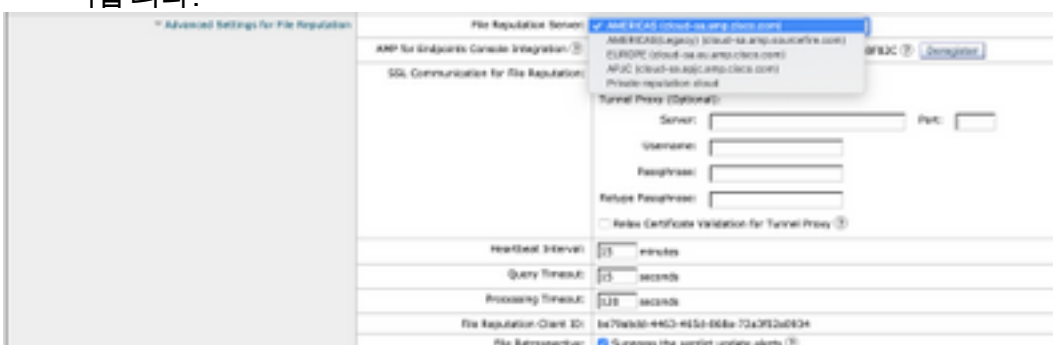 니다.
Advanced Settings for File Reputation
File Reputation Server:
AMERICAS (cloud-sa.amp.cisco.com)
AMERICAS(Legacy) (cloud-sa.amp.sourcefire.com)
EUROPE (cloud-sa.eu.amp.cisco.com)
APJC (cloud-sa.apjc.amp.cisco.com)
Private reputation cloud
AMP for Endpoints Console Integration
Deregister
SSL Communication for File Reputation:
Tunnel Proxy (Optional):
Server:
Port:
Username:
Passphrase:
Retype Passphrase:
Relax Certificate Validation for Tunnel Proxy
Heartbeat Interval: 15 minutes
Query Timeout: 15 seconds
Processing Timeout: 120 seconds
File Reputation Client ID:
File Retrospective: Suppress the verdict update alerts